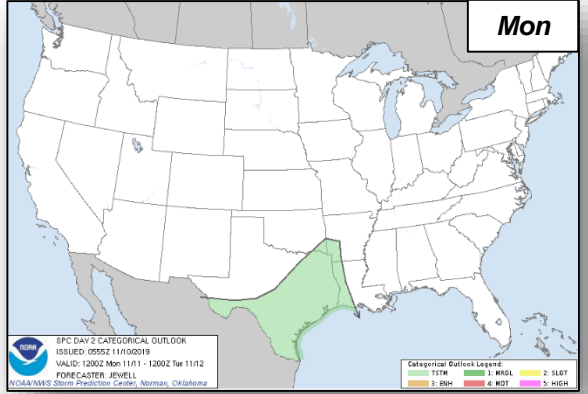 Mon
NOAA
SPC DAY 2 CATEGORICAL OUTLOOK
ISSUED: 0555Z 11/10/2019
VALID: 1200Z Mon 11/11 - 1200Z Tue 11/12
FORECASTER: JEWELL
NOAA/NWS Storm Prediction Center, Norman, Oklahoma
Categorical Outlook Legend:
TSTM 1: MRGL 2: SLGT
3: ENH 4: MDT 5: HIGH